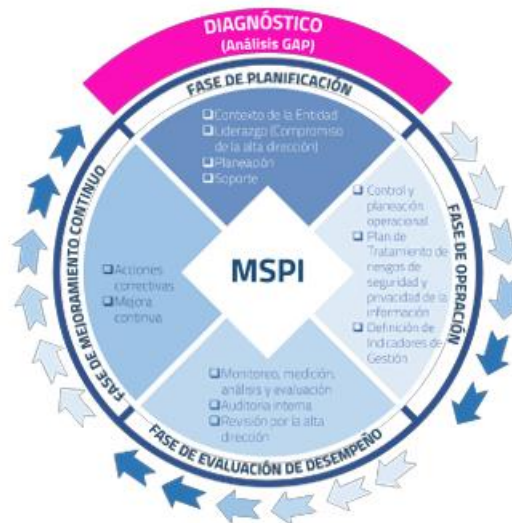 DIAGNÓSTICO
(Análisis GAP)
FASE DE PLANIFICACIÓN
❑Contexto de la Entidad
❑Liderazgo (Compromiso
de la alta dirección)
❑Planeación
❑Soporte
FASE DE OPERACIÓN
❑ Control y
planeación
operacional
❑ Plan de
Tratamiento de
riesgos de
seguridad y
privacidad de la
información
❑Definición de
Indicadores de
Gestión
MSPI
FASE DE MEJORAMIENTO CONTINUO
❑Acciones
correctivas
❑Mejora
continua
❑Monitoreo, medición,
análisis y evaluación
❑Auditoria interna
❑Revisión por la alta
dirección
FASE DE EVALUACIÓN DE DESEMPEÑO